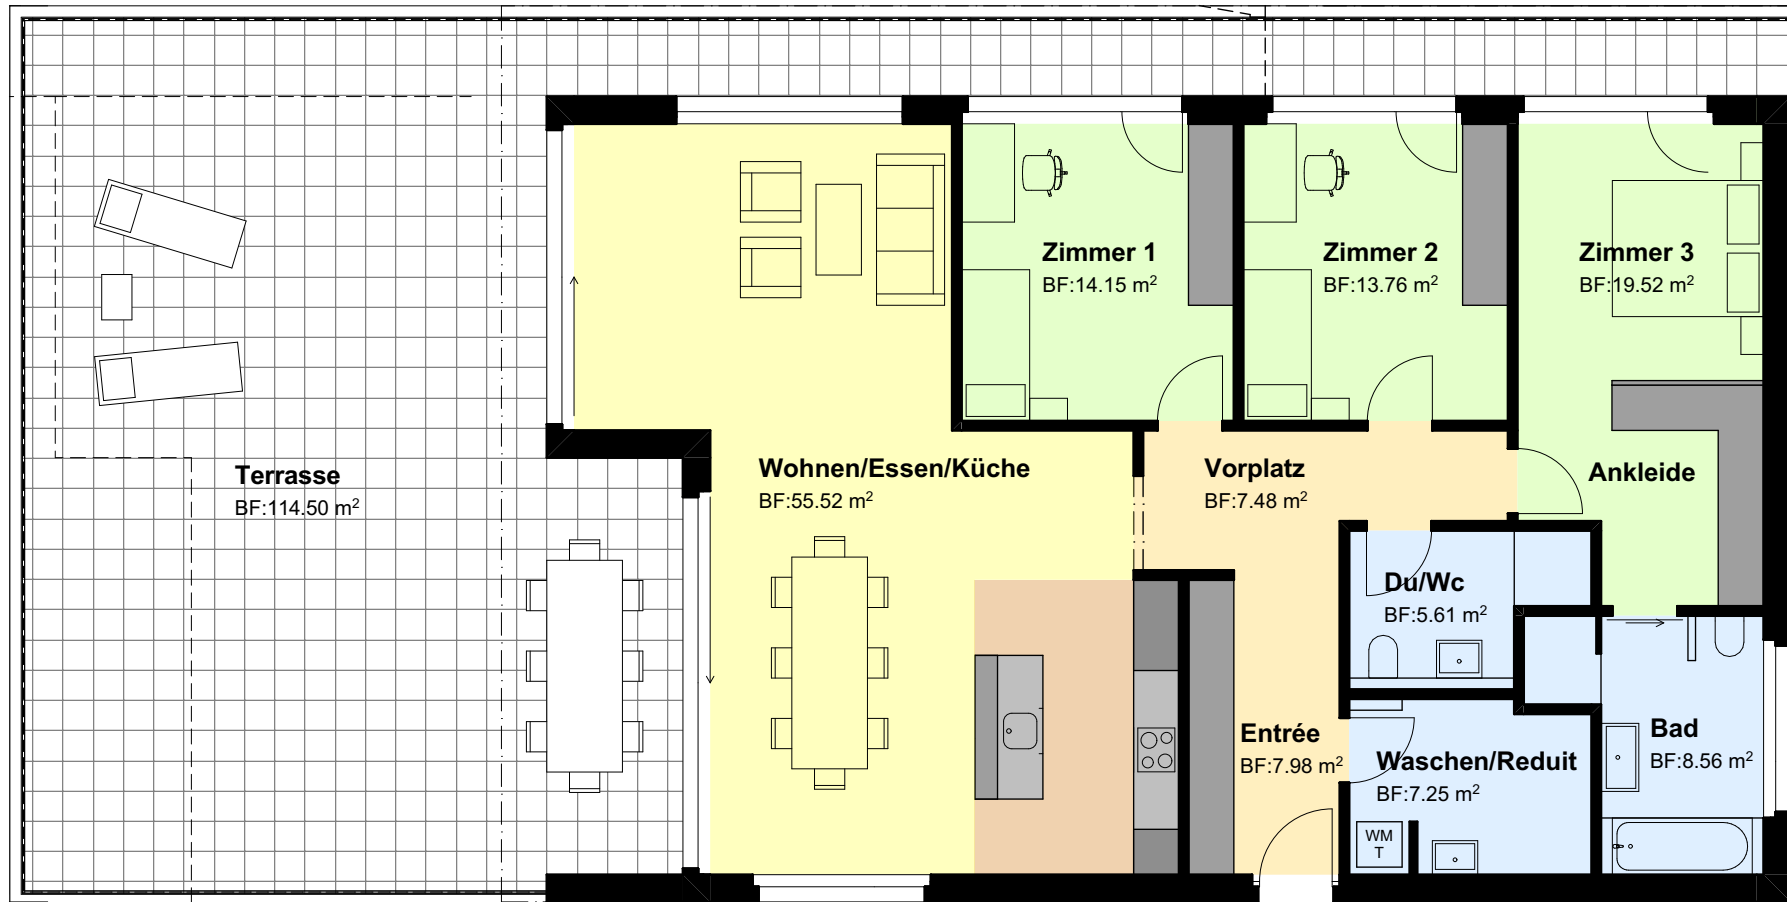 Zimmer 1
BF:14.15 m²
Zimmer 2
BF:13.76 m²
Zimmer 3
BF:19.52 m²
Terrasse
BF:114.50 m²
Wohnen/Essen/Küche
BF:55.52 m²
Vorplatz
BF:7.48 m²
Ankleide
Du/Wc
BF:5.61 m²
Entrée
BF:7.98 m²
Waschen/Reduit
BF:7.25 m²
Bad
BF:8.56 m²
WM
T